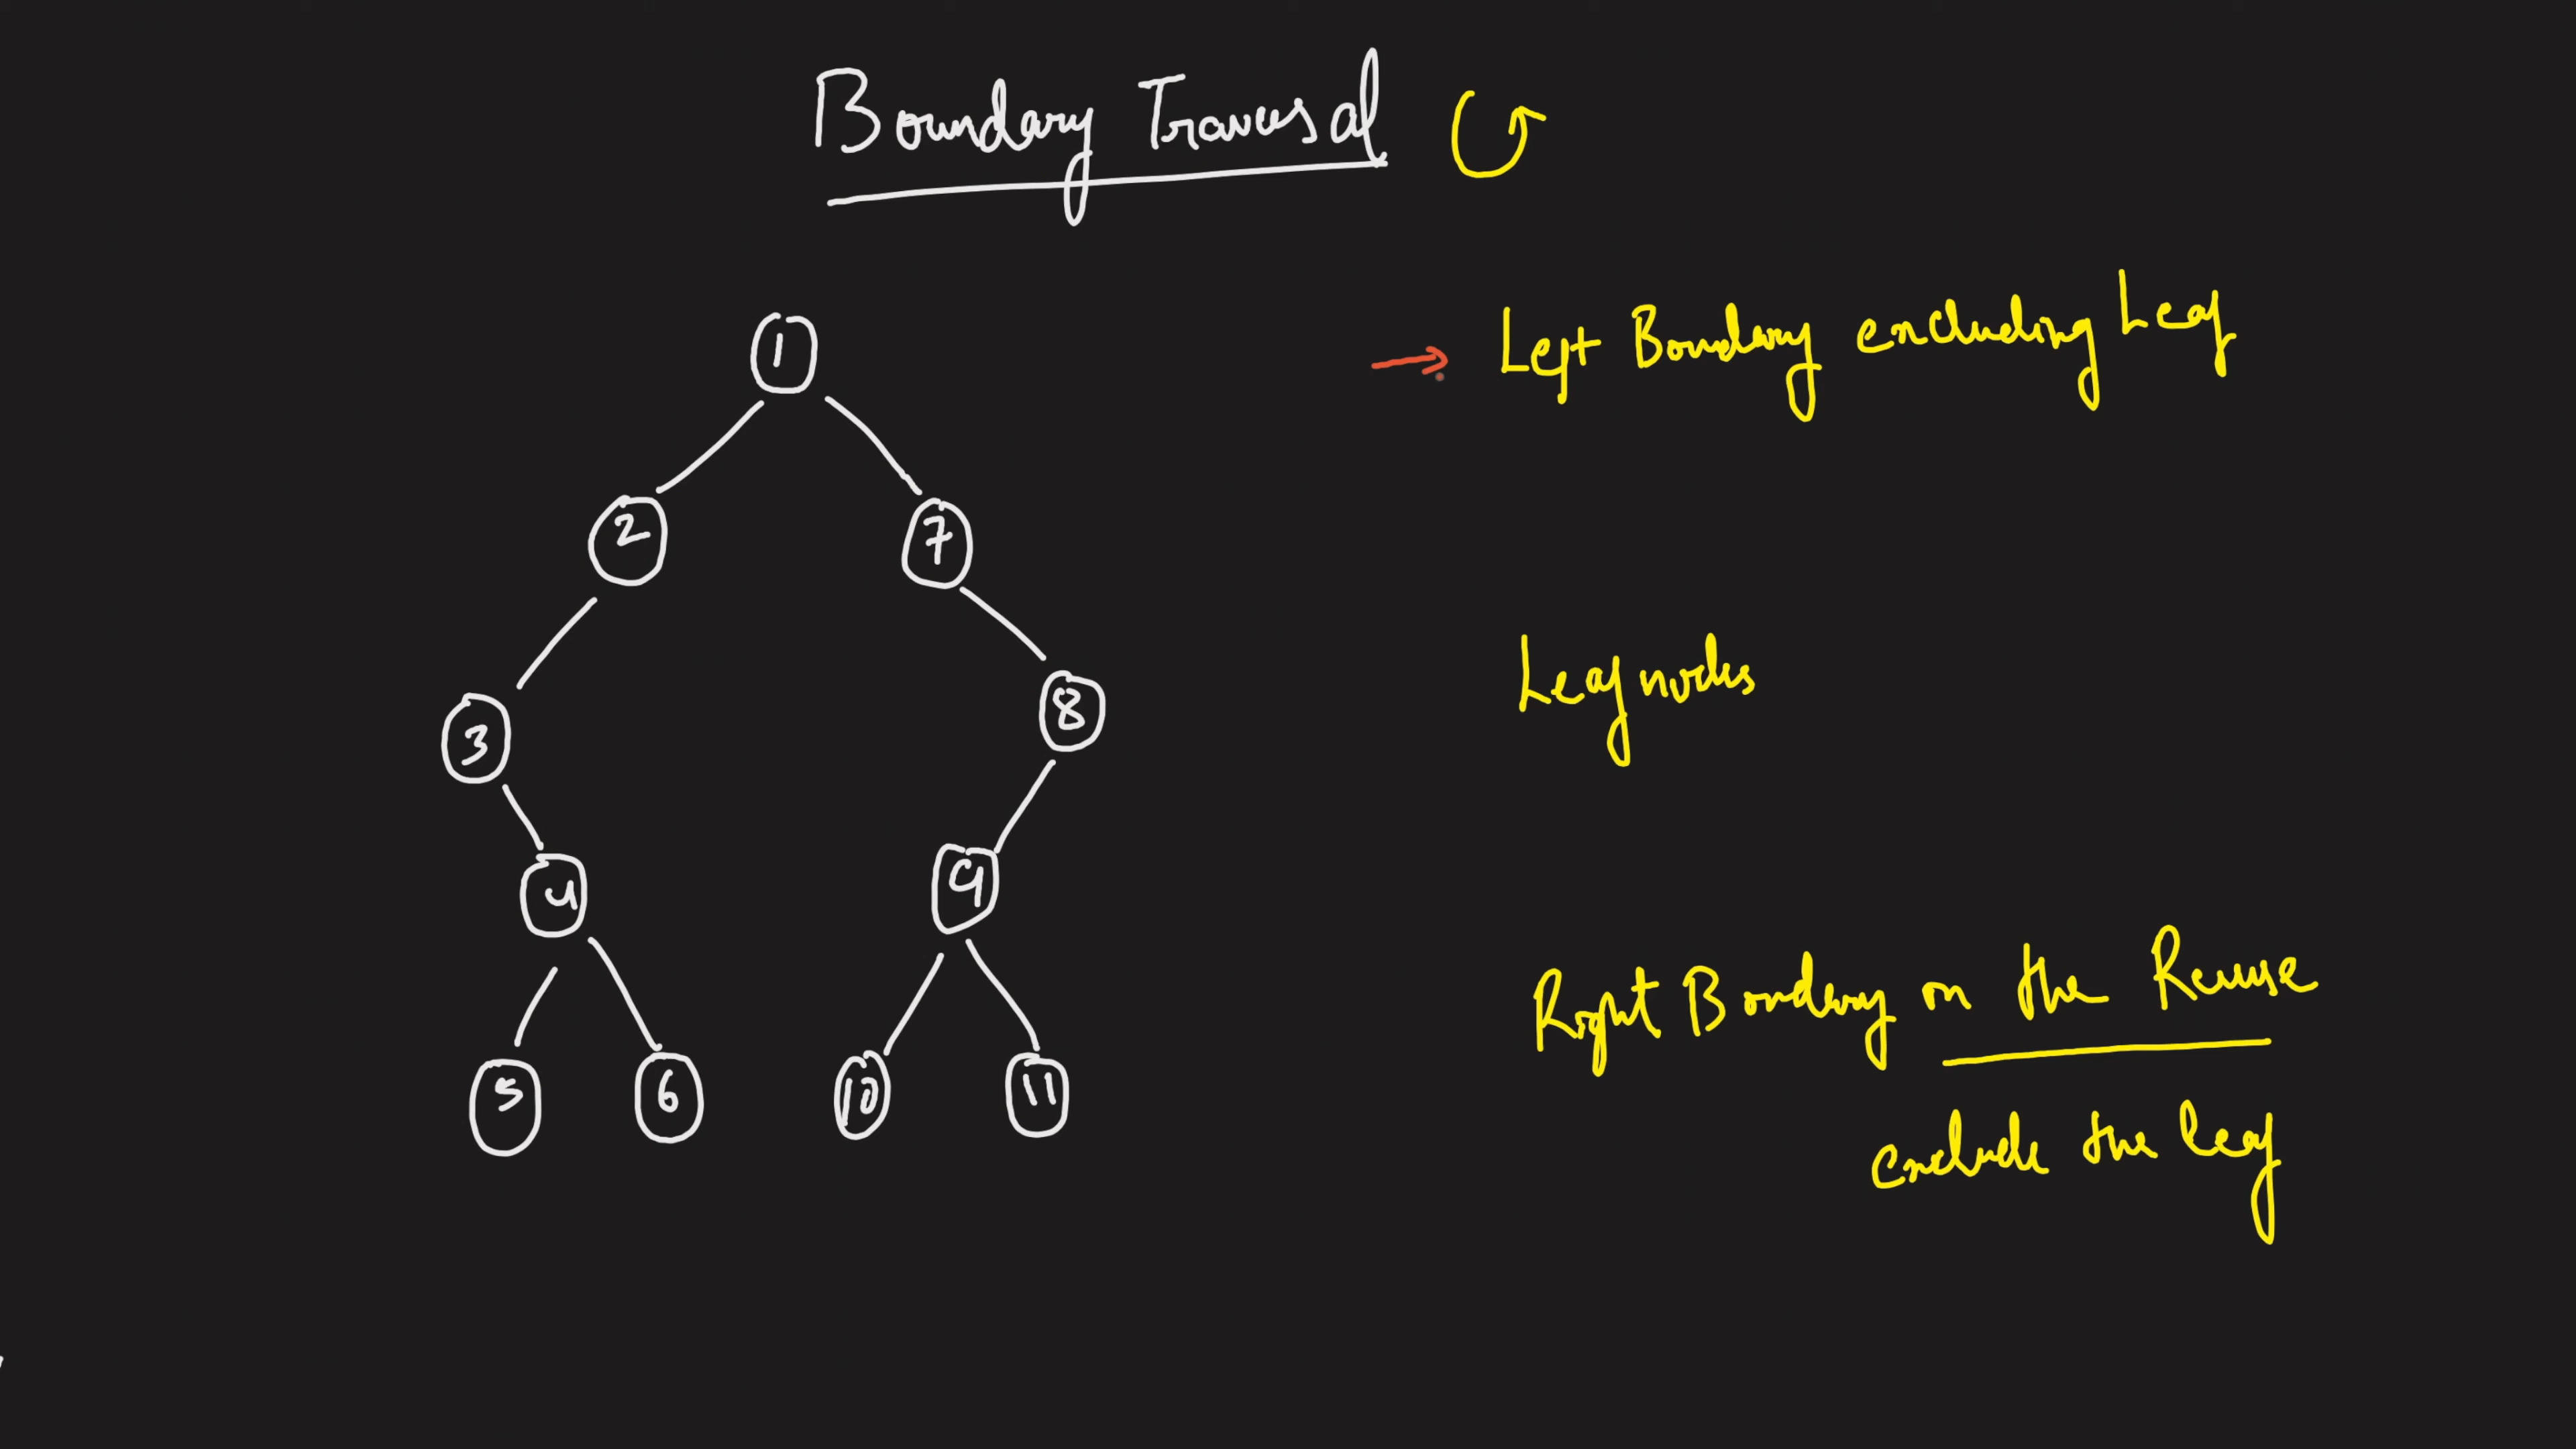 Boundary Traversal
1
Left Boundary excluding Leaf
2 7
3 8
Leaf nodes
4 9
Right Boundary on the Reverse
5 6 10 11
exclude the leaf